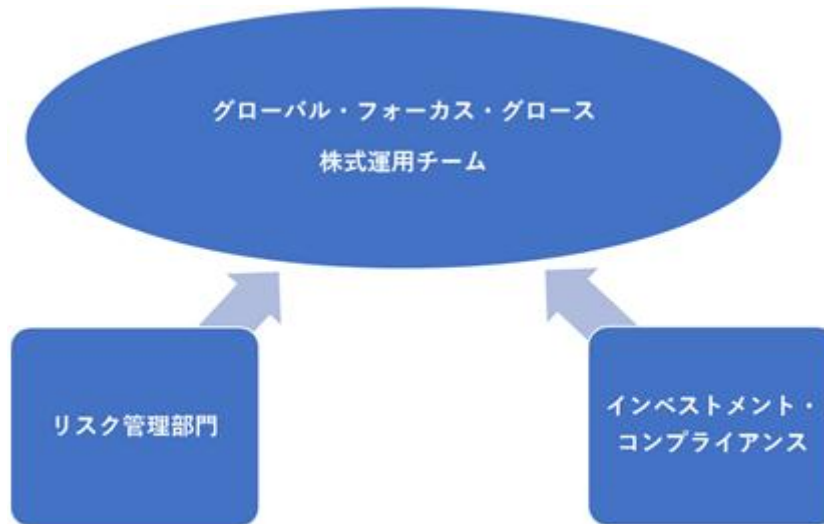 グローバル・フォーカス・グロース
株式運用チーム
リスク管理部門
インベストメント・
コンプライアンス